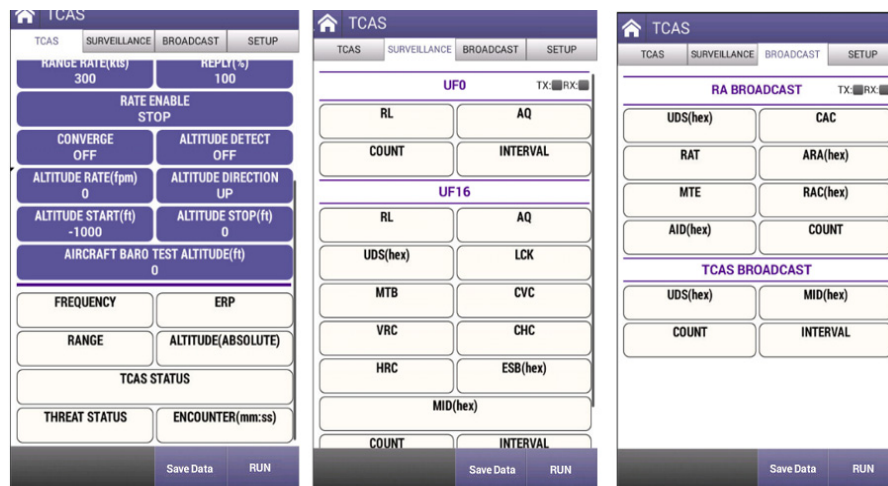 TCAS
TCAS SURVEILLANCE BROADCAST SETUP
RANGE RATE(kts) REPLY(%)
300 100
RATE ENABLE
STOP
CONVERGE ALTITUDE DETECT
OFF OFF
ALTITUDE RATE(fpm) ALTITUDE DIRECTION
0 UP
ALTITUDE START(ft) ALTITUDE STOP(ft)
-1000 0
AIRCRAFT BARO TEST ALTITUDE(ft)
0
FREQUENCY ERP
RANGE ALTITUDE(ABSOLUTE)
TCAS STATUS
THREAT STATUS ENCOUNTER(mm:ss)
Save Data RUN
TCAS
TCAS SURVEILLANCE BROADCAST SETUP
UF0 TX: RX:
RL AQ
COUNT INTERVAL
UF16
RL AQ
UDS(hex) LCK
MTB CVC
VRC CHC
HRC ESB(hex)
MID(hex)
COUNT INTERVAL
Save Data RUN
TCAS
TCAS SURVEILLANCE BROADCAST SETUP
RA BROADCAST TX: RX:
UDS(hex) CAC
RAT ARA(hex)
MTE RAC(hex)
AID(hex) COUNT
TCAS BROADCAST
UDS(hex) MID(hex)
COUNT INTERVAL
Save Data RUN